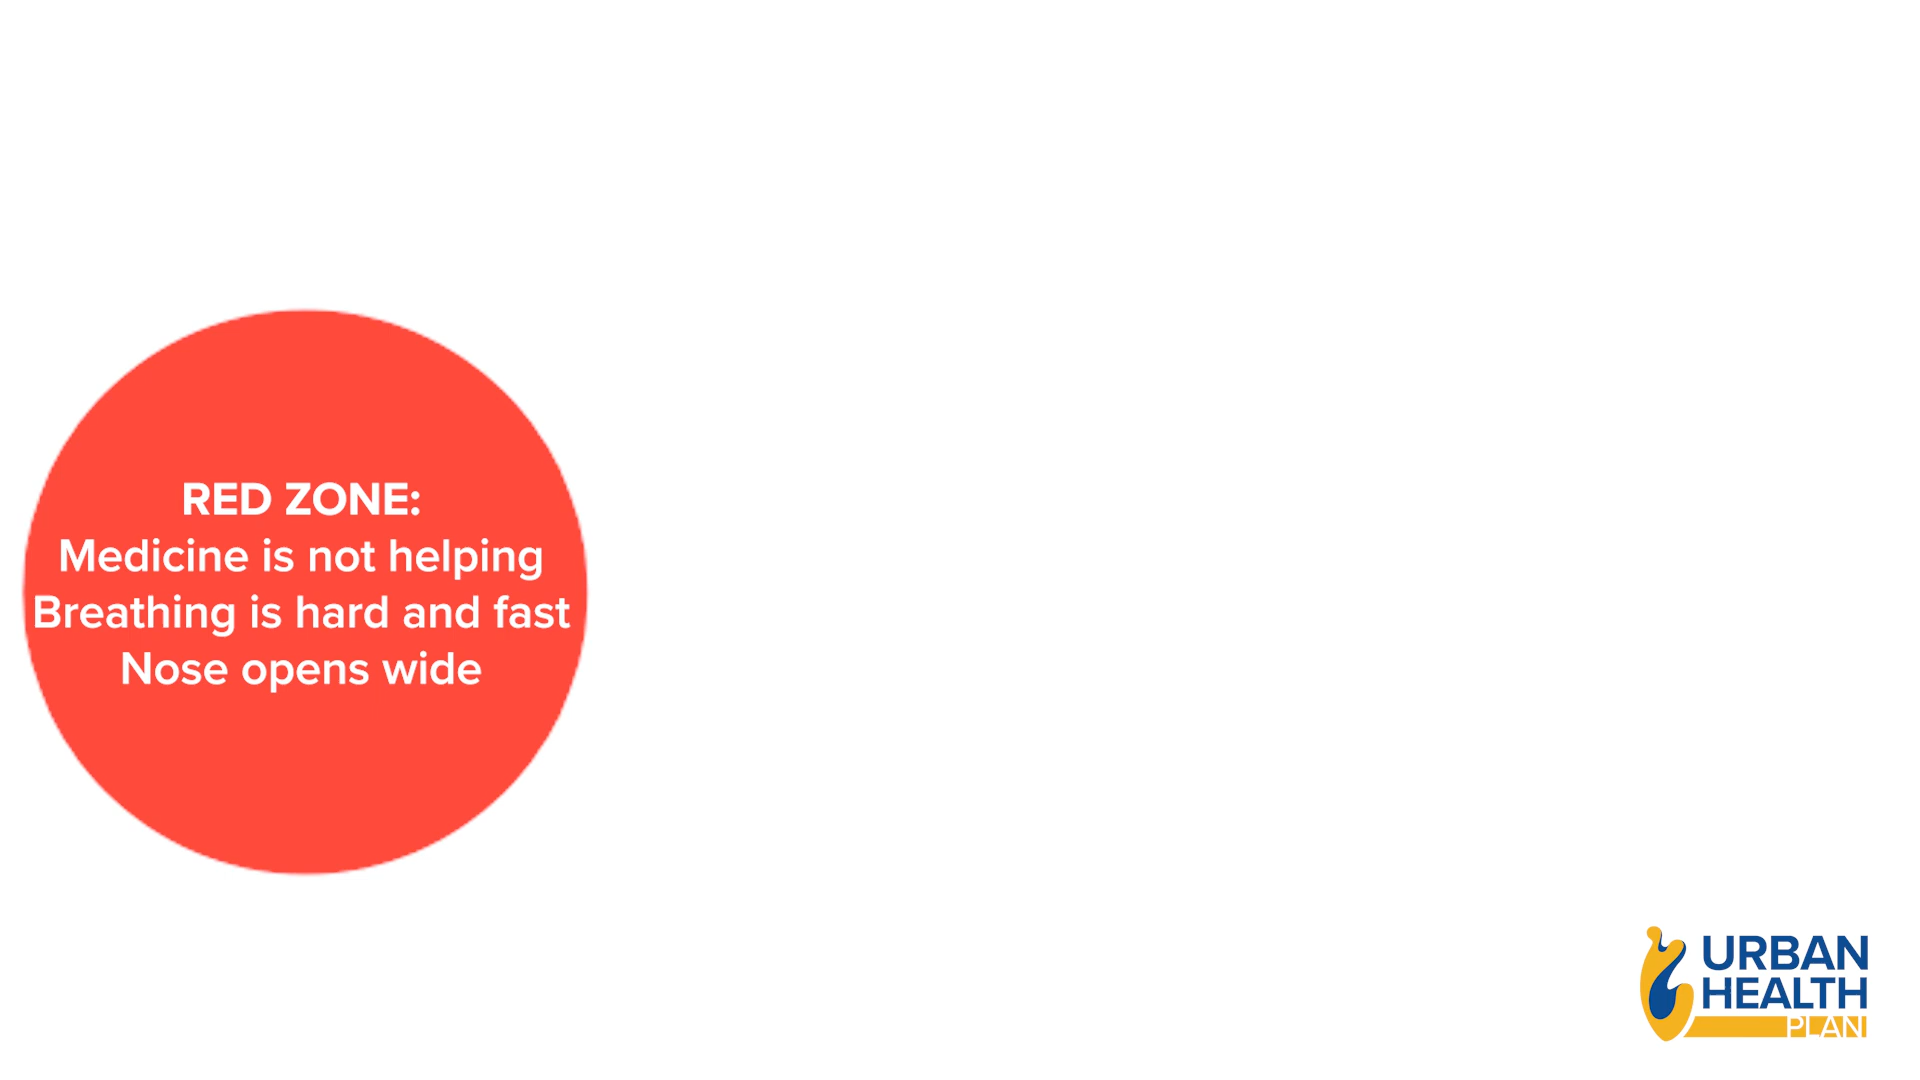 RED ZONE:
Medicine is not helping
Breathing is hard and fast
Nose opens wide
URBAN
HEALTH
PLAN